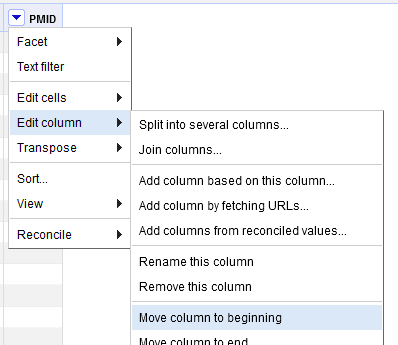 PMID
Facet
Text filter
Edit cells
Edit column
Transpose
Sort...
View
Reconcile
Split into several columns...
Join columns...
Add column based on this column...
Add column by fetching URLs...
Add columns from reconciled values...
Rename this column
Remove this column
Move column to beginning
Move column to end